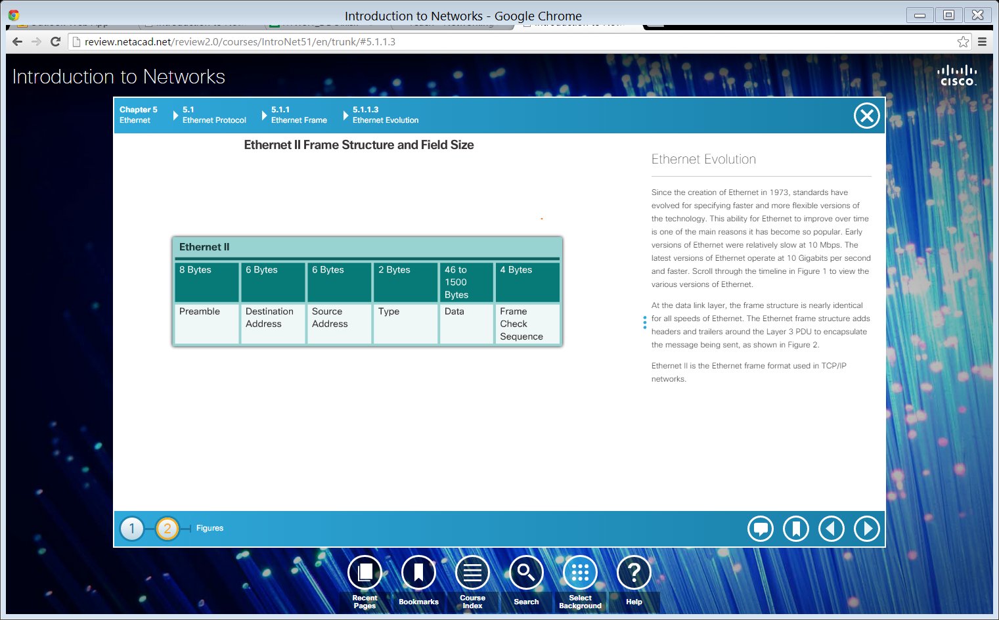 Introduction to Networks - Google Chrome
review.netacad.net/review2.0/courses/IntroNet51/en/trunk/#5.1.1.3
Introduction to Networks
CISCO
Chapter 5
Ethernet
5.1
Ethernet Protocol
5.1.1
Ethernet Frame
5.1.1.3
Ethernet Evolution
Ethernet II Frame Structure and Field Size
Ethernet II
8 Bytes
6 Bytes
6 Bytes
2 Bytes
46 to
1500
Bytes
4 Bytes
Preamble
Destination
Address
Source
Address
Type
Data
Frame
Check
Sequence
Ethernet Evolution
Since the creation of Ethernet in 1973, standards have
evolved for specifying faster and more flexible versions of
the technology. This ability for Ethernet to improve over time
is one of the main reasons it has become so popular. Early
versions of Ethernet were relatively slow at 10 Mbps. The
latest versions of Ethernet operate at 10 Gigabits per second
and faster. Scroll through the timeline in Figure 1 to view the
various versions of Ethernet.
At the data link layer, the frame structure is nearly identical
for all speeds of Ethernet. The Ethernet frame structure adds
headers and trailers around the Layer 3 PDU to encapsulate
the message being sent, as shown in Figure 2.
Ethernet II is the Ethernet frame format used in TCP/IP
networks.
1
2
Figures
Recent
Pages
Bookmarks
Course
Index
Search
Select
Background
?
Help